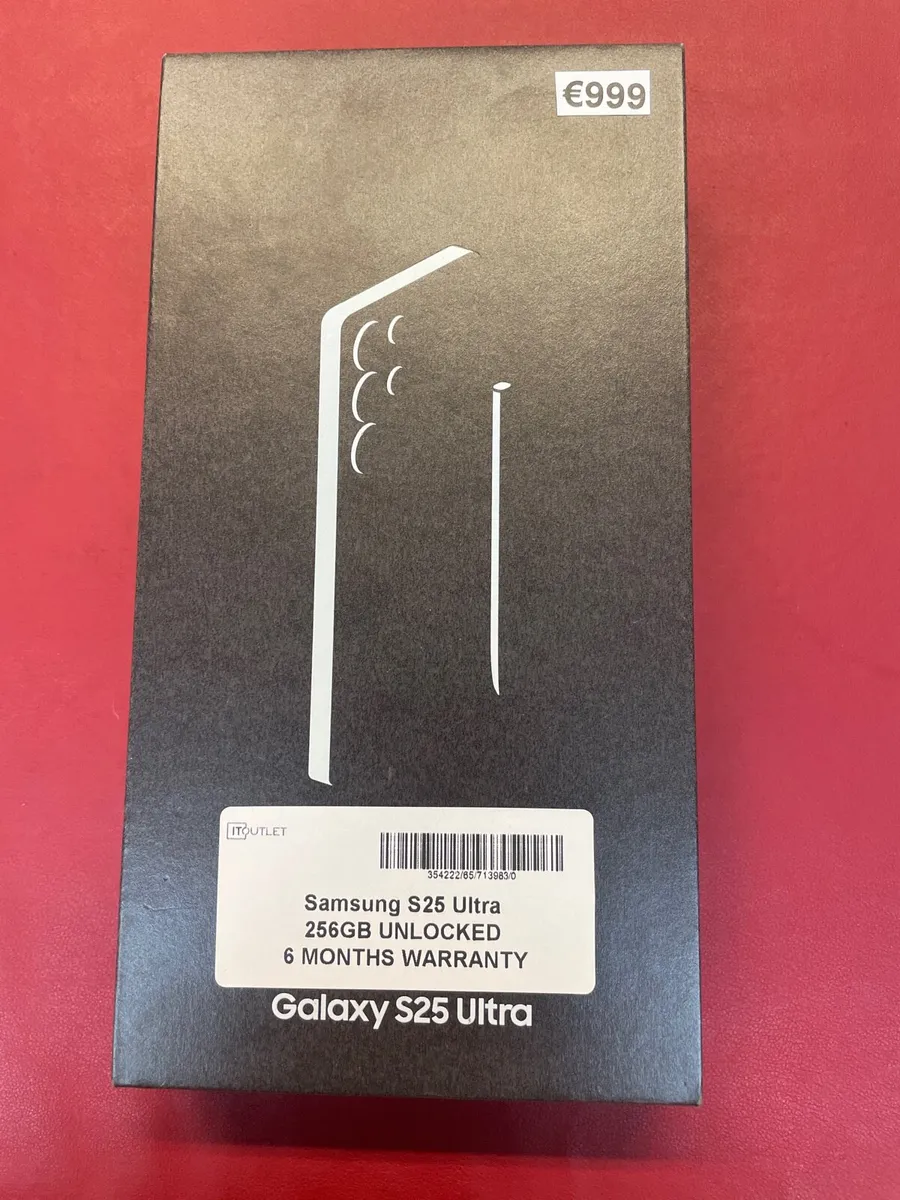 €999
ITOUTLET
354222/65/713983/0
Samsung S25 Ultra
256GB UNLOCKED
6 MONTHS WARRANTY
Galaxy S25 Ultra